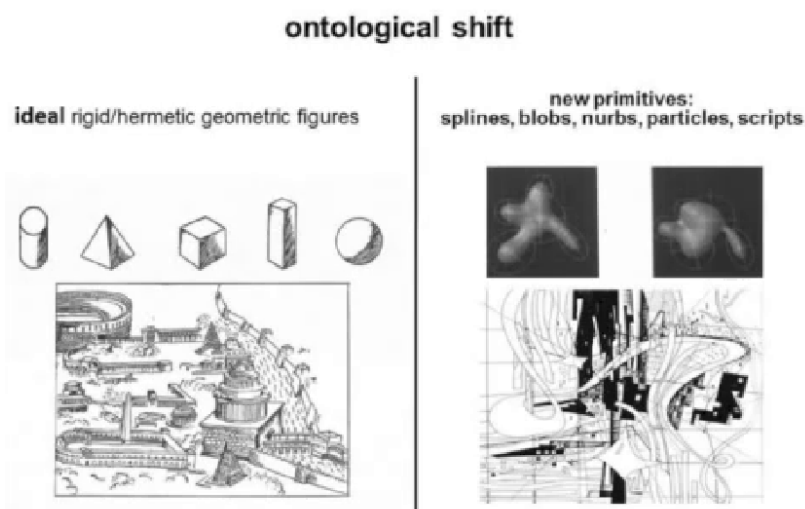 ontological shift
ideal rigid/hermetic geometric figures
new primitives:
splines, blobs, nurbs, particles, scripts